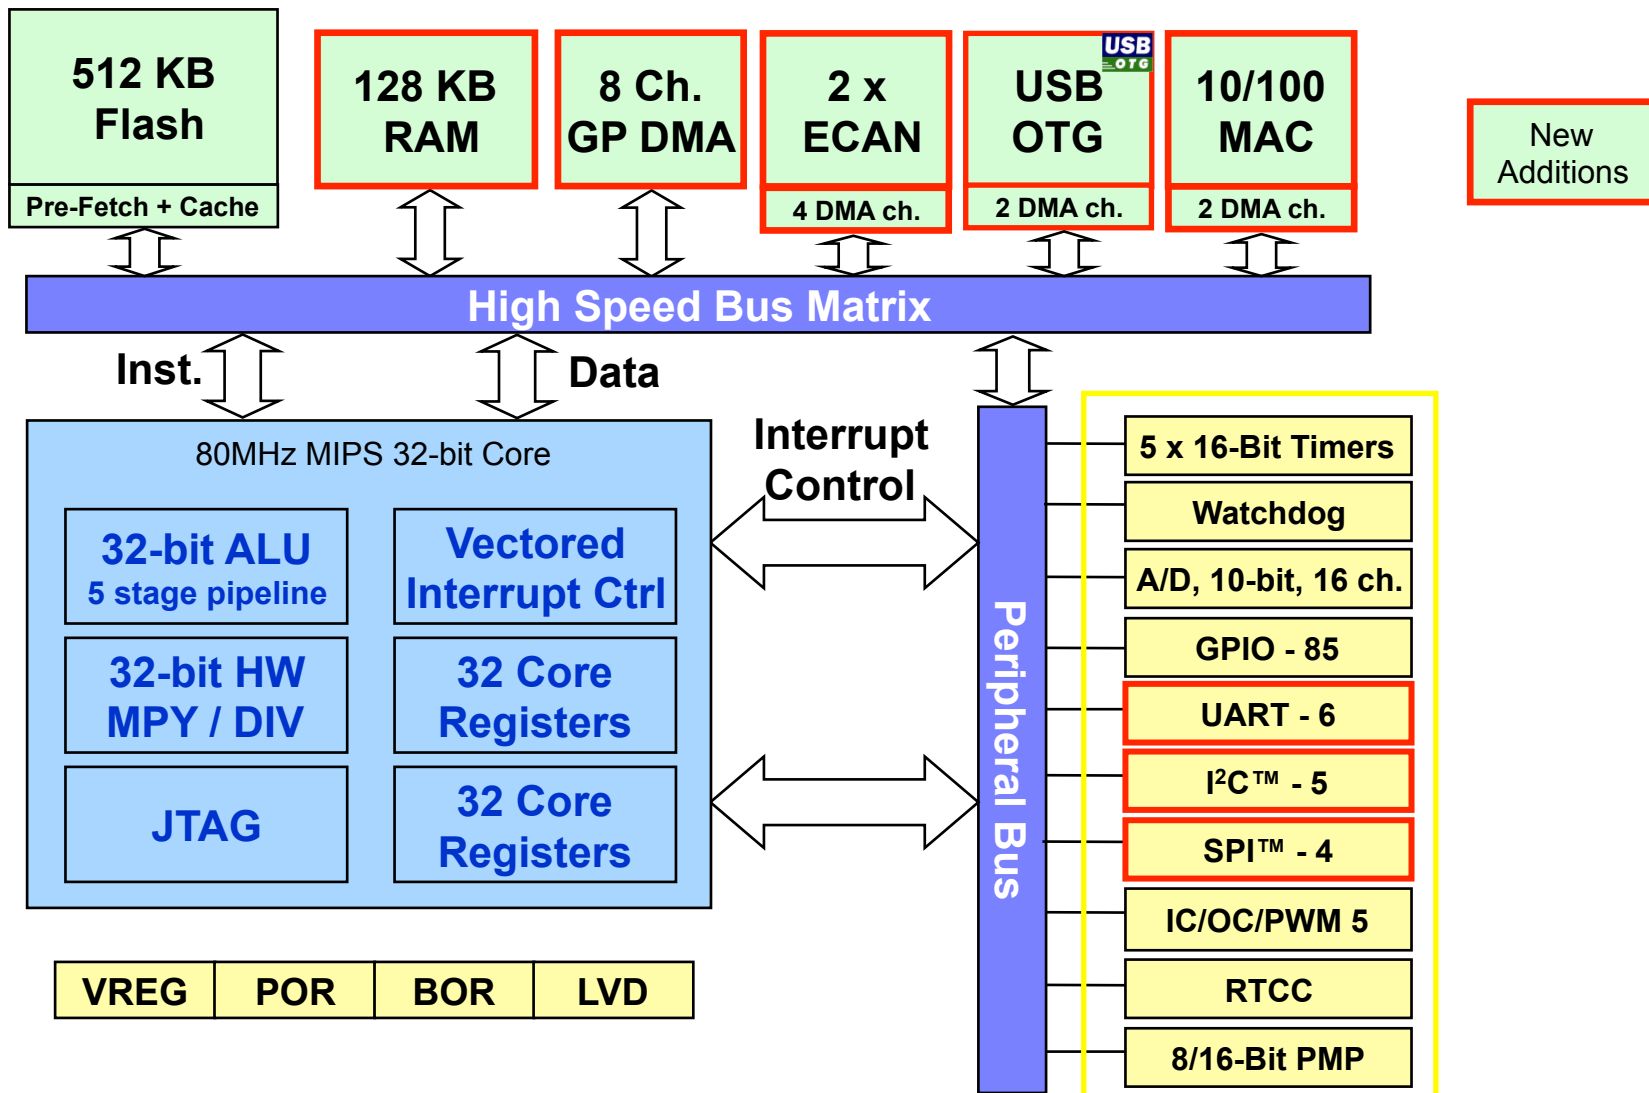 512 KB
Flash
Pre-Fetch + Cache
128 KB
RAM
8 Ch.
GP DMA
2 x
ECAN
4 DMA ch.
USB
OTG
USB
OTG
2 DMA ch.
10/100
MAC
2 DMA ch.
New
Additions
High Speed Bus Matrix
Inst.
Data
80MHz MIPS 32-bit Core
32-bit ALU
5 stage pipeline
Vectored
Interrupt Ctrl
32-bit HW
MPY / DIV
32 Core
Registers
JTAG
32 Core
Registers
Interrupt
Control
Peripheral Bus
5 x 16-Bit Timers
Watchdog
A/D, 10-bit, 16 ch.
GPIO - 85
UART - 6
I²C™ - 5
SPI™ - 4
IC/OC/PWM 5
RTCC
8/16-Bit PMP
VREG
POR
BOR
LVD